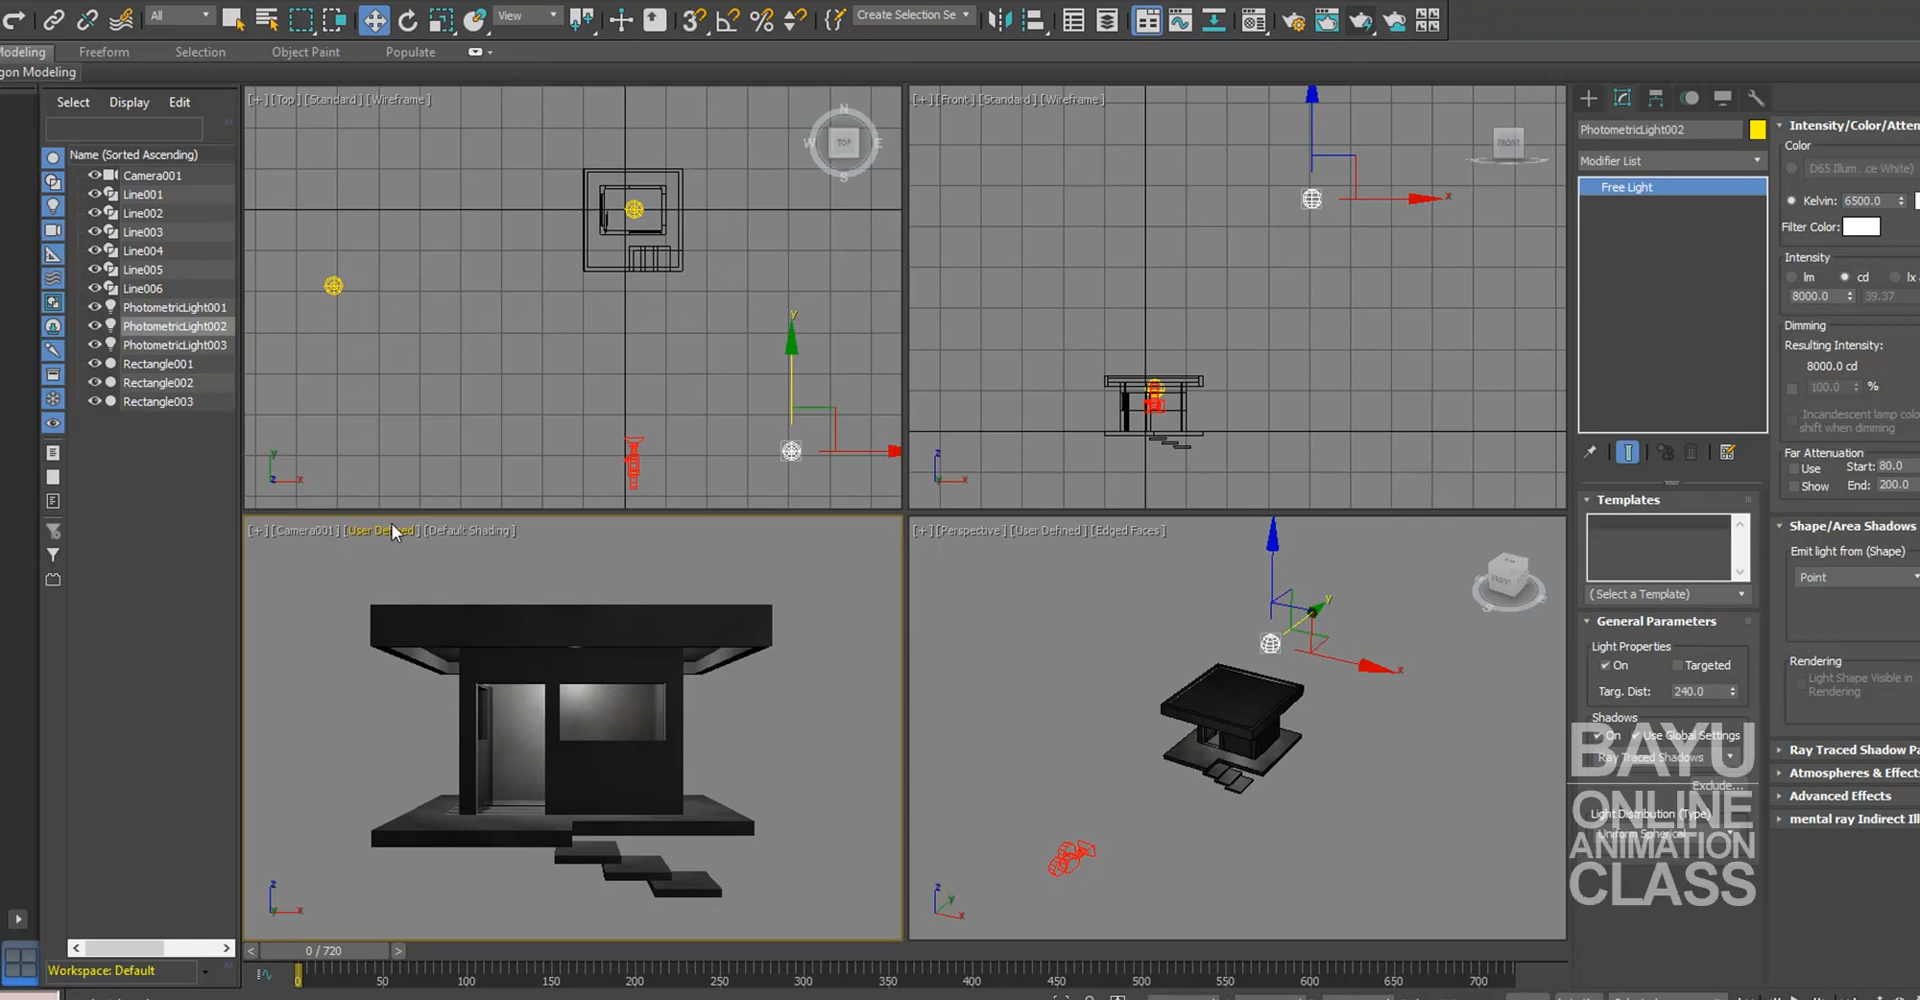 All
View
Create Selection Se
Modeling
Freeform
Selection
Object Paint
Populate
gon Modeling
Select
Display
Edit
Name (Sorted Ascending)
Camera001
Line001
Line002
Line003
Line004
Line005
Line006
PhotometricLight001
PhotometricLight002
PhotometricLight003
Rectangle001
Rectangle002
Rectangle003
Workspace: Default
[+] [Top] [Standard] [Wireframe]
N
W
TOP
E
S
y
x
[+] [Front] [Standard] [Wireframe]
FRONT
x
z
x
[+] [Camera001] [User Defined] [Default Shading]
z
x
[+] [Perspective] [User Defined] [Edged Faces]
FRONT
y
x
z
y
x
< 0 / 720 >
0 50 100 150 200 250 300 350 400 450 500 550 600 650 700
PhotometricLight002
Modifier List
Free Light
Templates
(Select a Template)
General Parameters
Light Properties
On
Targeted
Targ. Dist: 240.0
Shadows
On
Use Global Settings
Ray Traced Shadows
Exclude...
Light Distribution (Type)
Uniform Spherical
Intensity/Color/Atten
Color
D65 Illum...ce White)
Kelvin: 6500.0
Filter Color:
Intensity
lm
cd
lx
8000.0
39.37
Dimming
Resulting Intensity:
8000.0 cd
100.0 %
Incandescent lamp colo
shift when dimming
Far Attenuation
Use
Start: 80.0
Show
End: 200.0
Shape/Area Shadows
Emit light from (Shape)
Point
Rendering
Light Shape Visible in
Rendering
Ray Traced Shadow Pa
Atmospheres & Effects
Advanced Effects
mental ray Indirect Ill
BAYU
ONLINE
ANIMATION
CLASS